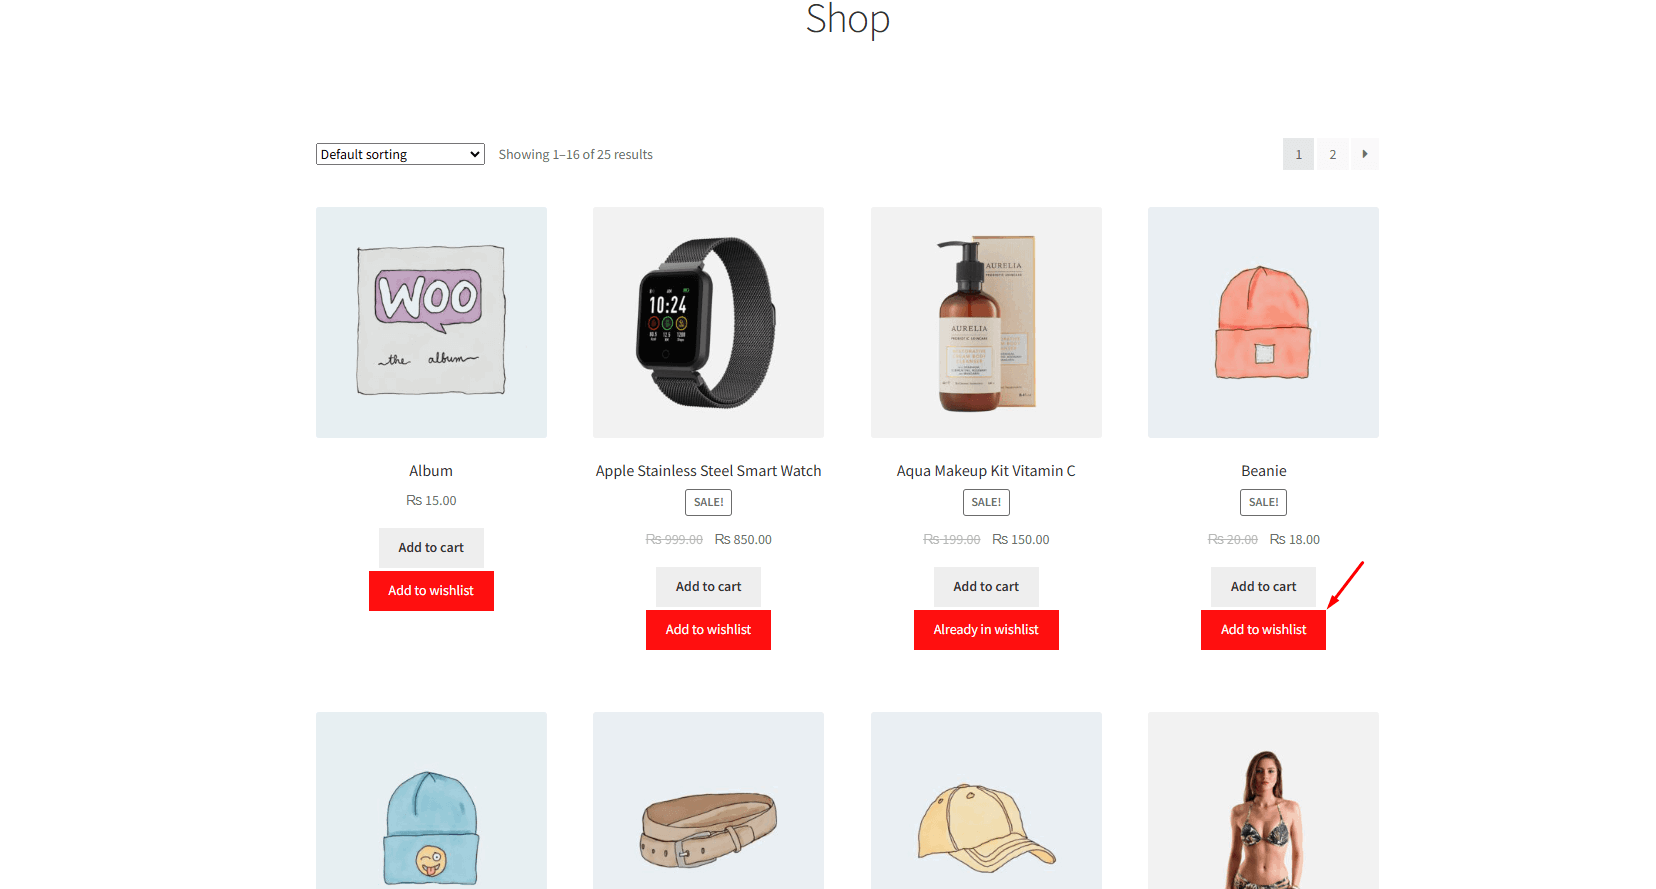 Shop
Default sorting
Showing 1–16 of 25 results
1 2
WOO
the album
10:24
AURELIA
AURELIA
Album
Apple Stainless Steel Smart Watch
Aqua Makeup Kit Vitamin C
Beanie
₨ 15.00
SALE!
SALE!
SALE!
₨ 999.00 ₨ 850.00
₨ 199.00 ₨ 150.00
₨ 20.00 ₨ 18.00
Add to cart
Add to cart
Add to cart
Add to cart
Add to wishlist
Add to wishlist
Already in wishlist
Add to wishlist